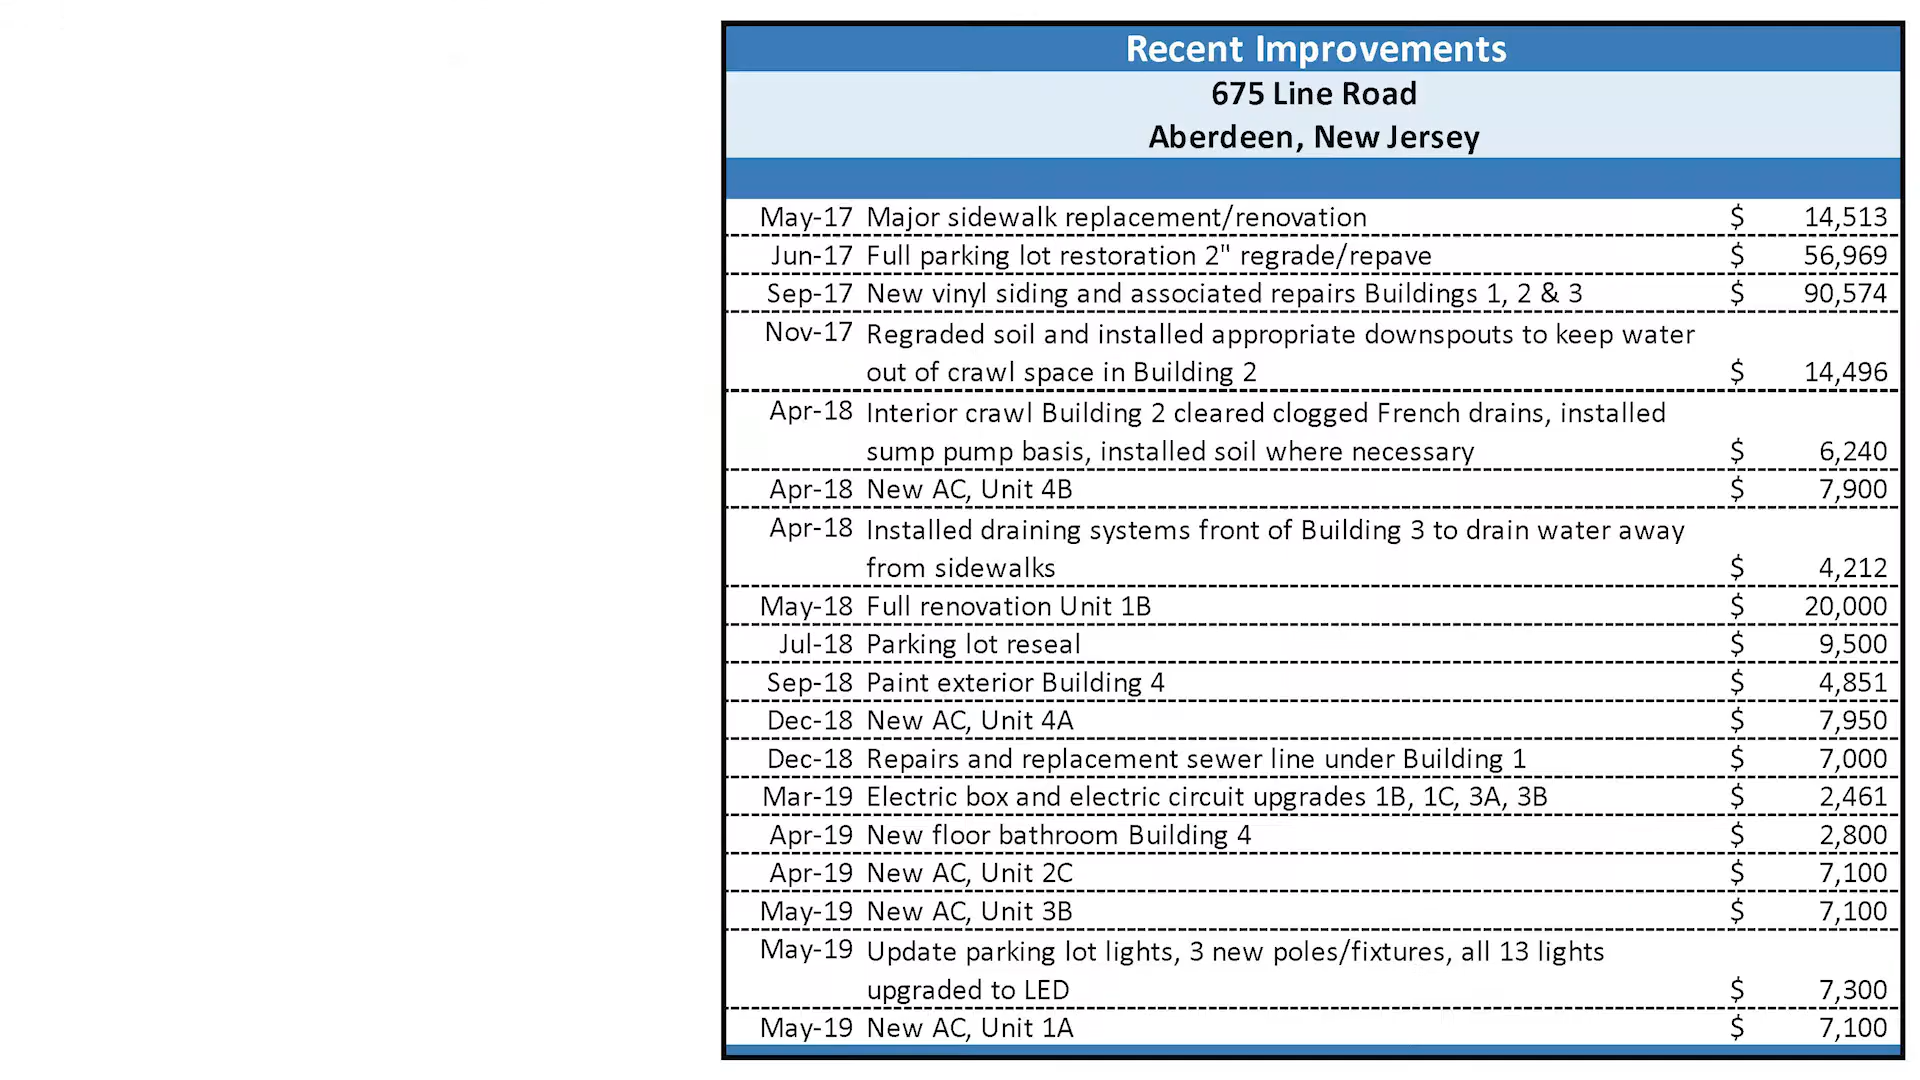 Recent Improvements
675 Line Road
Aberdeen, New Jersey
May-17 Major sidewalk replacement/renovation $ 14,513
Jun-17 Full parking lot restoration 2" regrade/repave $ 56,969
Sep-17 New vinyl siding and associated repairs Buildings 1, 2 & 3 $ 90,574
Nov-17 Regraded soil and installed appropriate downspouts to keep water
out of crawl space in Building 2 $ 14,496
Apr-18 Interior crawl Building 2 cleared clogged French drains, installed
sump pump basis, installed soil where necessary $ 6,240
Apr-18 New AC, Unit 4B $ 7,900
Apr-18 Installed draining systems front of Building 3 to drain water away
from sidewalks $ 4,212
May-18 Full renovation Unit 1B $ 20,000
Jul-18 Parking lot reseal $ 9,500
Sep-18 Paint exterior Building 4 $ 4,851
Dec-18 New AC, Unit 4A $ 7,950
Dec-18 Repairs and replacement sewer line under Building 1 $ 7,000
Mar-19 Electric box and electric circuit upgrades 1B, 1C, 3A, 3B $ 2,461
Apr-19 New floor bathroom Building 4 $ 2,800
Apr-19 New AC, Unit 2C $ 7,100
May-19 New AC, Unit 3B $ 7,100
May-19 Update parking lot lights, 3 new poles/fixtures, all 13 lights
upgraded to LED $ 7,300
May-19 New AC, Unit 1A $ 7,100